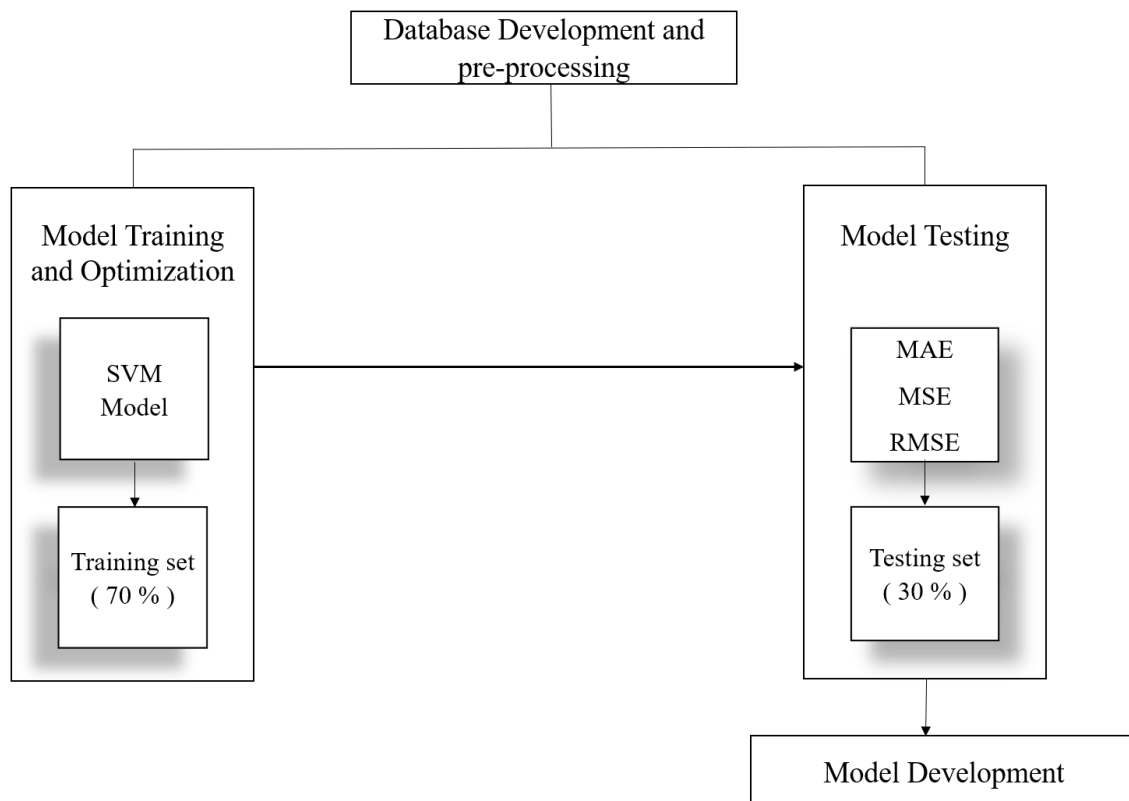 Database Development and
pre-processing
Model Training
and Optimization
SVM
Model
Training set
( 70 % )
Model Testing
MAE
MSE
RMSE
Testing set
( 30 % )
Model Development